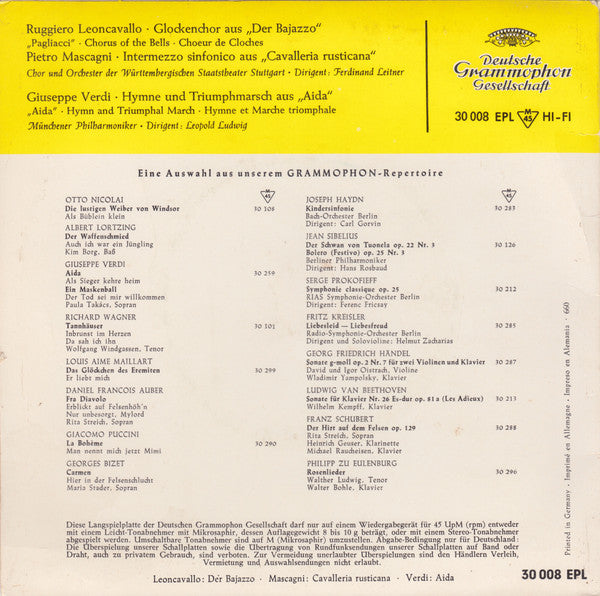 Ruggiero Leoncavallo · Glockenchor aus „Der Bajazzo“
„Pagliacci“ · Chorus of the Bells · Choeur de Cloches
Pietro Mascagni · Intermezzo sinfonico aus „Cavalleria rusticana“
Chor und Orchester der Württembergischen Staatstheater Stuttgart · Dirigent: Ferdinand Leitner
Giuseppe Verdi · Hymne und Triumphmarsch aus „Aida“
„Aida“ · Hymn and Triumphal March · Hymne et Marche triomphale
Münchener Philharmoniker · Dirigent: Leopold Ludwig
Deutsche
Grammophon
Gesellschaft
30 008 EPL M 45 HI-FI
Eine Auswahl aus unserem GRAMMOPHON-Repertoire
M 45
OTTO NICOLAI
Die lustigen Weiber von Windsor 30 108
Als Büblein klein
ALBERT LORTZING
Der Waffenschmied
Auch ich war ein Jüngling
Kim Borg, Baß
GIUSEPPE VERDI
Aida 30 259
Als Sieger kehre heim
Ein Maskenball
Der Tod sei mir willkommen
Paula Takács, Sopran
RICHARD WAGNER
Tannhäuser 30 101
Inbrunst im Herzen
Da sah ich ihn
Wolfgang Windgassen, Tenor
LOUIS AIME MAILLART
Das Glöckchen des Eremiten 30 299
Er liebt mich
DANIEL FRANCOIS AUBER
Fra Diavolo
Erblickt auf Felsenhöh'n
Nur unbesorgt, Mylord
Rita Streich, Sopran
GIACOMO PUCCINI
La Bohème 30 290
Man nennt mich jetzt Mimi
GEORGES BIZET
Carmen
Hier in der Felsenschlucht
Maria Stader, Sopran
M 45
JOSEPH HAYDN
Kindersinfonie 30 283
Bach-Orchester Berlin
Dirigent: Carl Gorvin
JEAN SIBELIUS
Der Schwan von Tuonela op. 22 Nr. 3 30 126
Bolero (Festivo) op. 25 Nr. 3
Berliner Philharmoniker
Dirigent: Hans Rosbaud
SERGE PROKOFIEFF
Symphonie classique op. 25 30 212
RIAS Symphonie-Orchester Berlin
Dirigent: Ferenc Fricsay
FRITZ KREISLER
Liebesleid — Liebesfreud 30 285
Radio-Symphonie-Orchester Berlin
Dirigent und Solovioline: Helmut Zacharias
GEORG FRIEDRICH HÄNDEL
Sonate g-moll op. 2 Nr. 7 für zwei Violinen und Klavier 30 287
David und Igor Oistrach, Violine
Wladimir Yampolsky, Klavier
LUDWIG VAN BEETHOVEN
Sonate für Klavier Nr. 26 Es-dur op. 81 a (Les Adieux) 30 213
Wilhelm Kempff, Klavier
FRANZ SCHUBERT
Der Hirt auf dem Felsen op. 129 30 288
Rita Streich, Sopran
Heinrich Geuser, Klarinette
Michael Raucheisen, Klavier
PHILIPP ZU EULENBURG
Rosenlieder 30 296
Walther Ludwig, Tenor
Walter Bohle, Klavier
Printed in Germany · Imprimé en Allemagne · Impreso en Alemania · 660
Diese Langspielplatte der Deutschen Grammophon Gesellschaft darf nur auf einem Wiedergabegerät für 45 UpM (rpm) entweder
mit einem Leicht-Tonabnehmer mit Mikrosaphir, dessen Auflagegewicht 8 bis 10 g beträgt, oder mit einem Stereo-Tonabnehmer
abgespielt werden. Umschaltbare Tonabnehmer sind auf M (Mikrosaphir) umzustellen. Abgabe-Bedingung nur für Deutschland:
Die Überspielung unserer Schallplatten sowie die Übertragung von Rundfunksendungen unserer Schallplatten auf Band oder
Draht, auch zu privatem Gebrauch, sind verboten. Zur Vermeidung unerlaubter Überspielungen sind den Händlern Verleih,
Vermietung und Auswahlsendungen nicht erlaubt.
Leoncavallo: Der Bajazzo · Mascagni: Cavalleria rusticana · Verdi: Aida
30 008 EPL